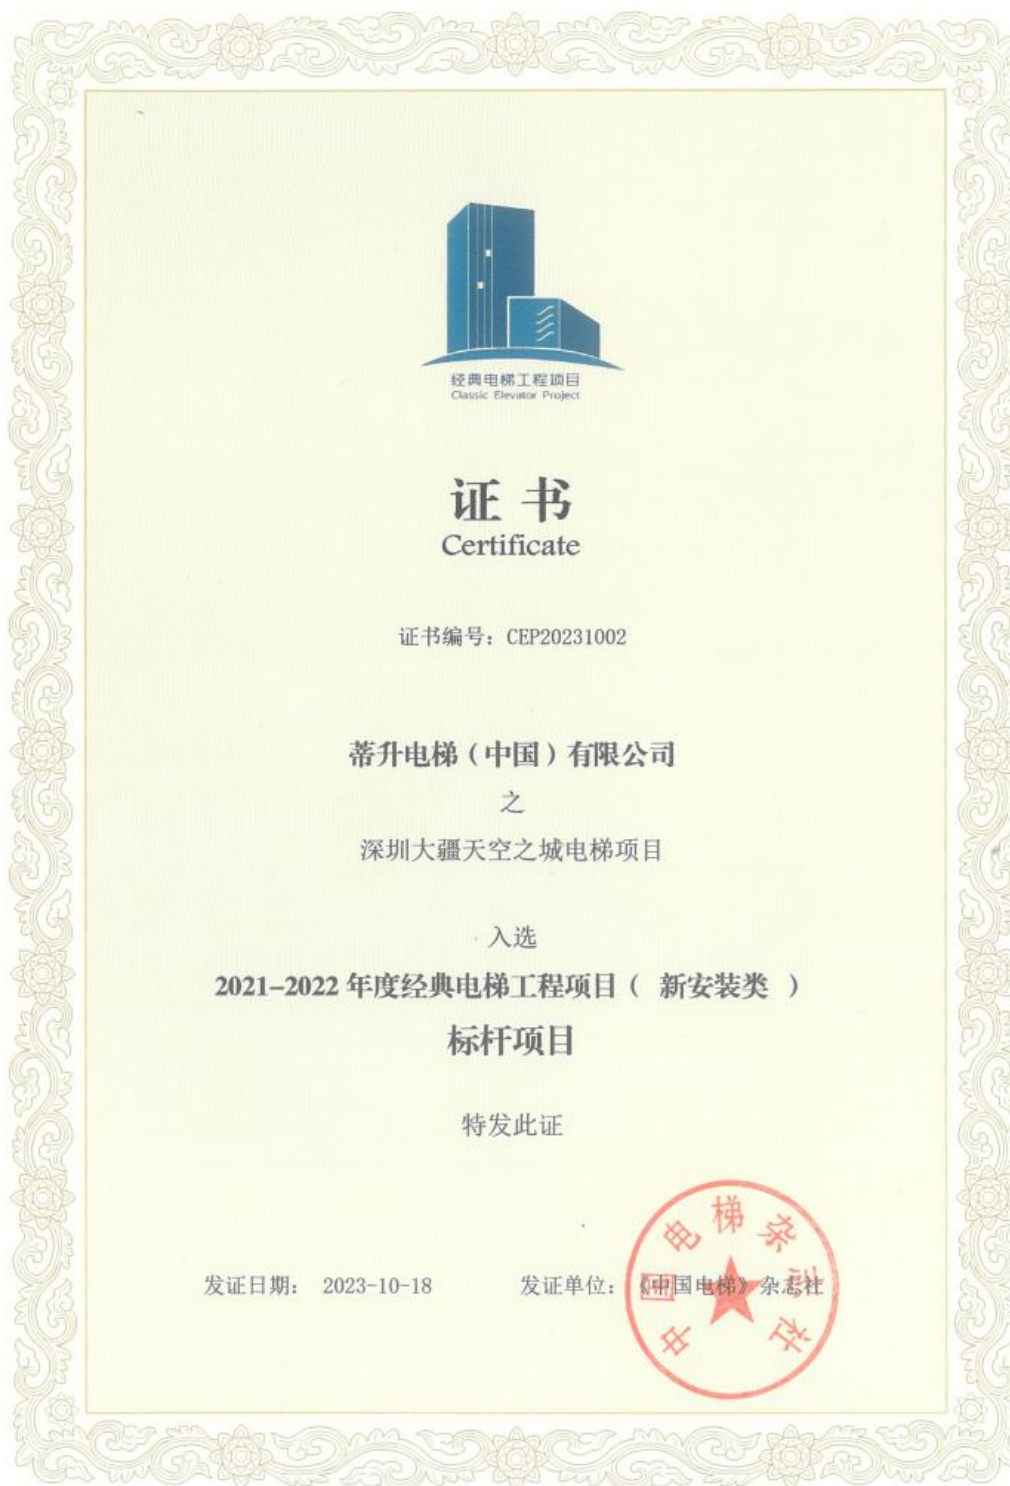 经典电梯工程项目
Classic Elevator Project
证书
Certificate
证书编号：CEP20231002
蒂升电梯（中国）有限公司
之
深圳大疆天空之城电梯项目
入选
2021-2022 年度经典电梯工程项目（ 新安装类 ）
标杆项目
特发此证
发证日期： 2023-10-18 发证单位：《中国电梯》杂志社
中国电梯杂志社